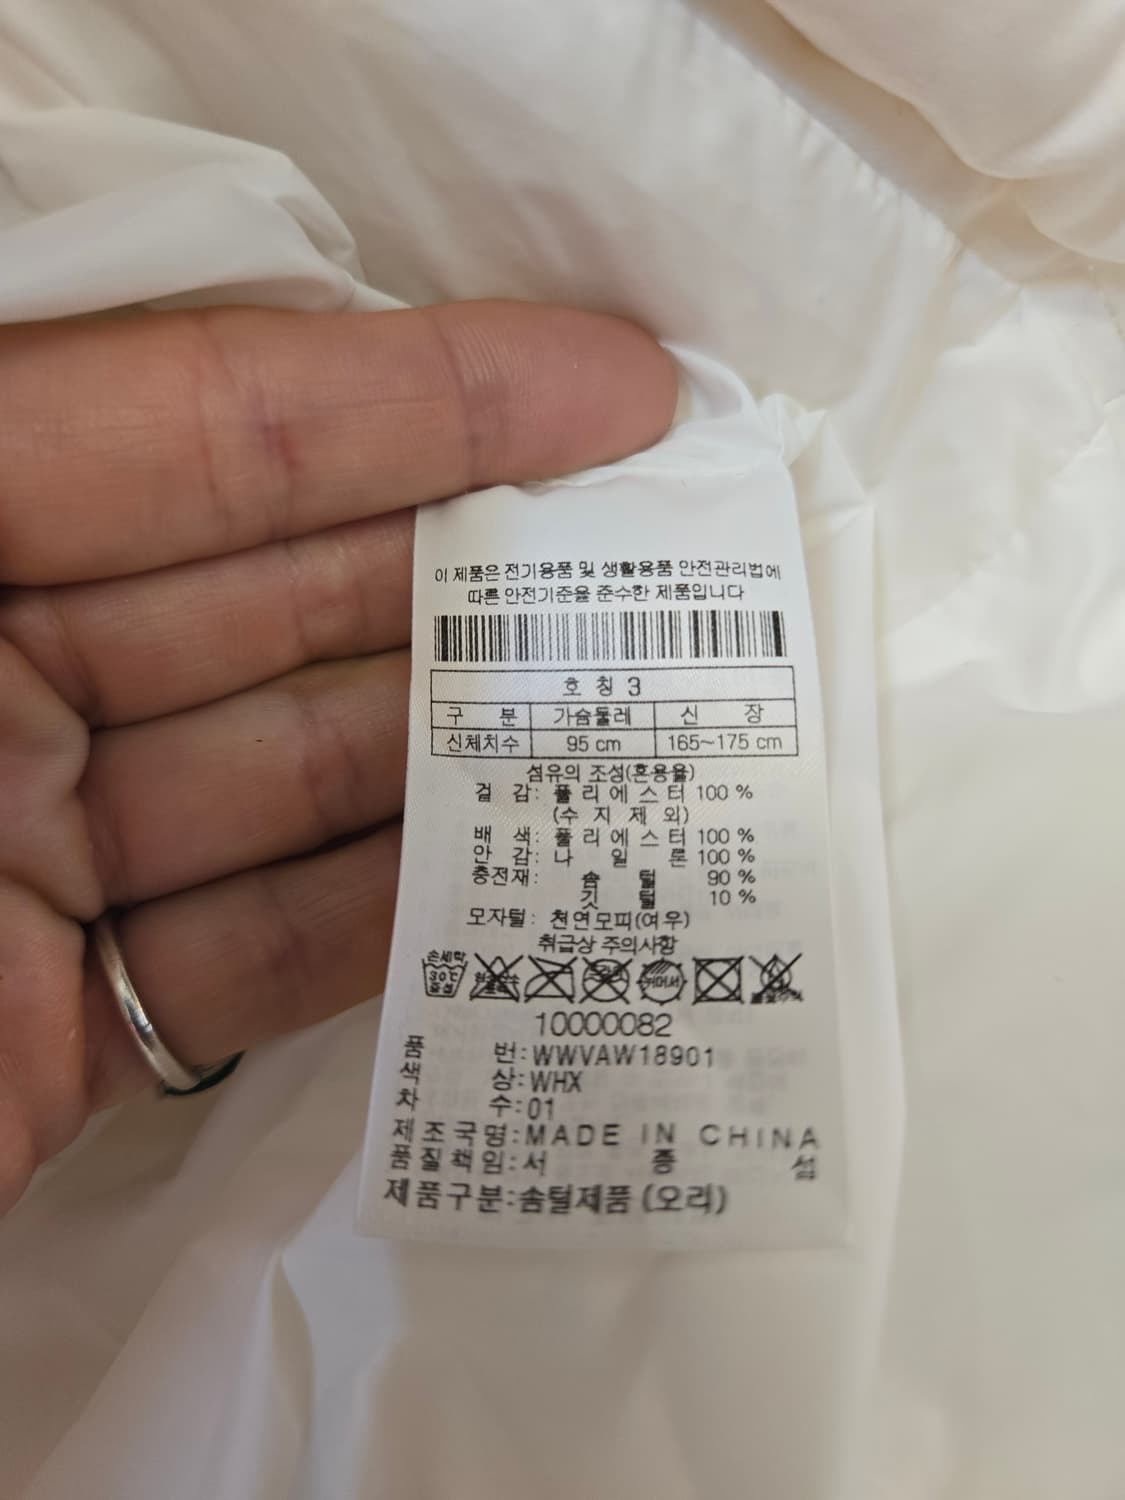 이 제품은 전기용품 및 생활용품 안전관리법에
따른 안전기준을 준수한 제품입니다
호 칭 3
구 분 가슴둘레 신 장
신체치수 95 cm 165~175 cm
섬유의 조성(혼용율)
겉 감: 폴 리 에 스 터 100 %
(수 지 제 외)
배 색: 폴 리 에 스 터 100 %
안 감: 나 일 론 100 %
충전재: 솜 털 90 %
깃 털 10 %
모자털: 천연모피(여우)
취급상 주의사항
손세탁
30℃
중성
10000082
품 번:WWVAW18901
색 상:WHX
차 수:01
제조국명:MADE IN CHINA
품질책임:서 종 섭
제품구분:솜털제품 (오리)